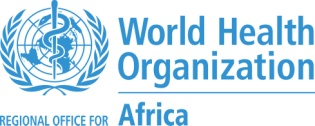 World Health
Organization
REGIONAL OFFICE FOR Africa